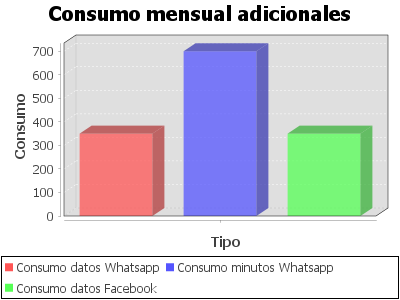 Consumo mensual adicionales
700
600
500
400
300
200
100
0
Consumo
Tipo
Consumo datos Whatsapp
Consumo minutos Whatsapp
Consumo datos Facebook